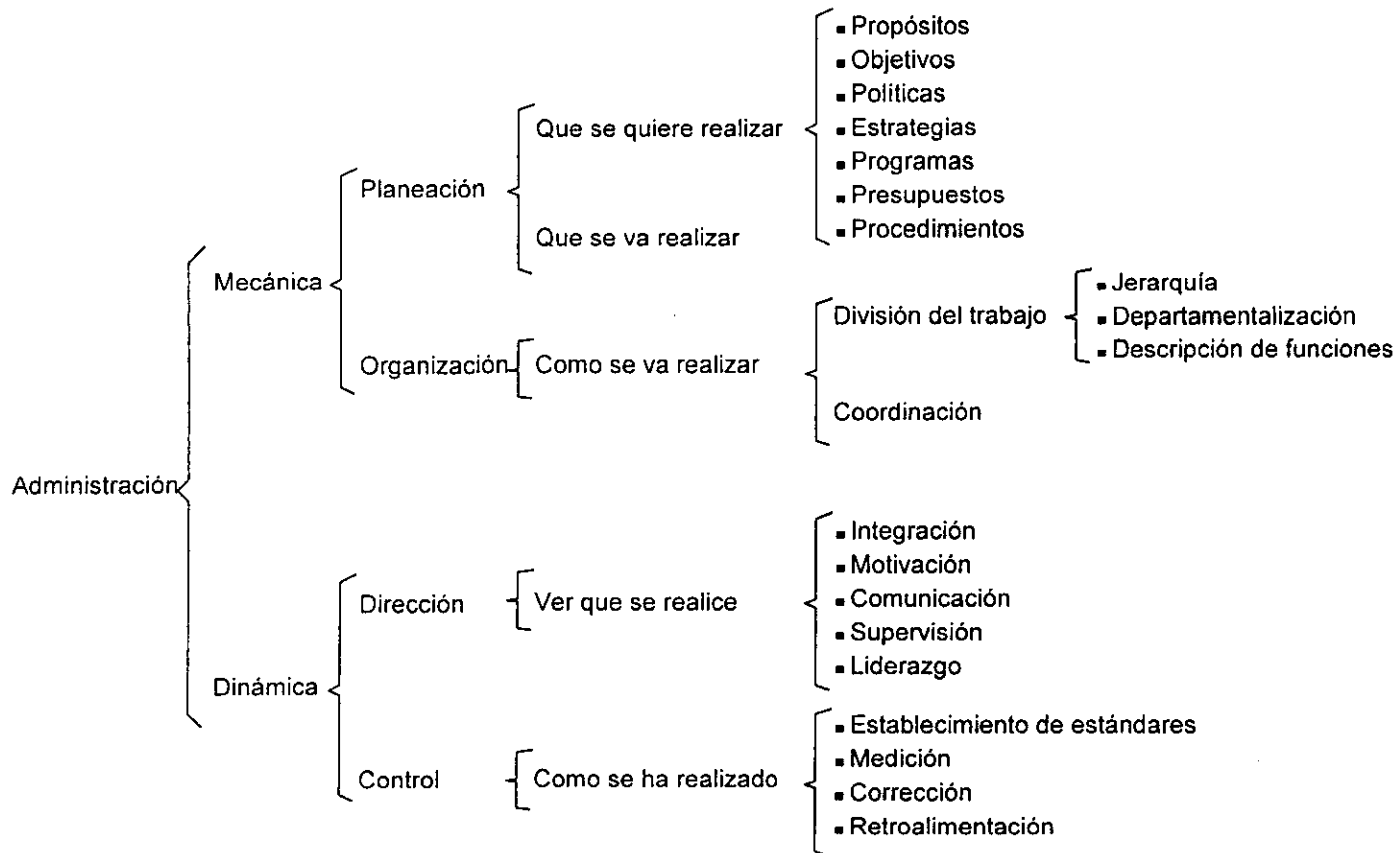 Administración
Mecánica
Planeación
Que se quiere realizar
▪ Propósitos
▪ Objetivos
▪ Políticas
▪ Estrategias
▪ Programas
▪ Presupuestos
▪ Procedimientos
Que se va realizar
Organización
Como se va realizar
División del trabajo
▪ Jerarquía
▪ Departamentalización
▪ Descripción de funciones
Coordinación
Dinámica
Dirección
Ver que se realice
▪ Integración
▪ Motivación
▪ Comunicación
▪ Supervisión
▪ Liderazgo
Control
Como se ha realizado
▪ Establecimiento de estándares
▪ Medición
▪ Corrección
▪ Retroalimentación